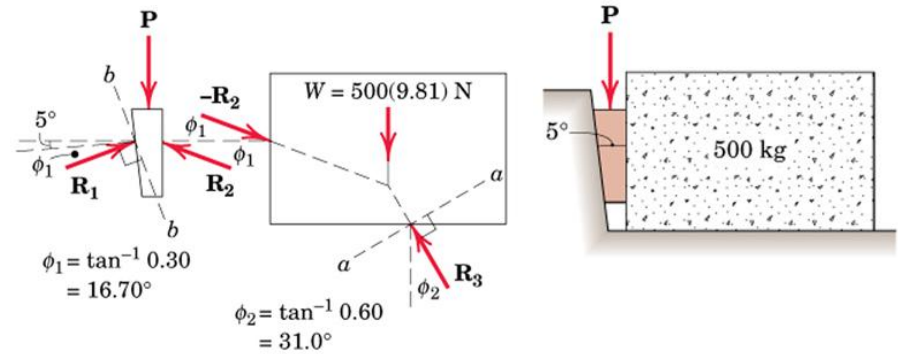 P
b
5°
ϕ₁
R₁
ϕ₁
ϕ₁
R₂
b
–R₂
W = 500(9.81) N
a
a
R₃
ϕ₂
ϕ₁ = tan⁻¹ 0.30
= 16.70°
ϕ₂ = tan⁻¹ 0.60
= 31.0°
P
5°
500 kg